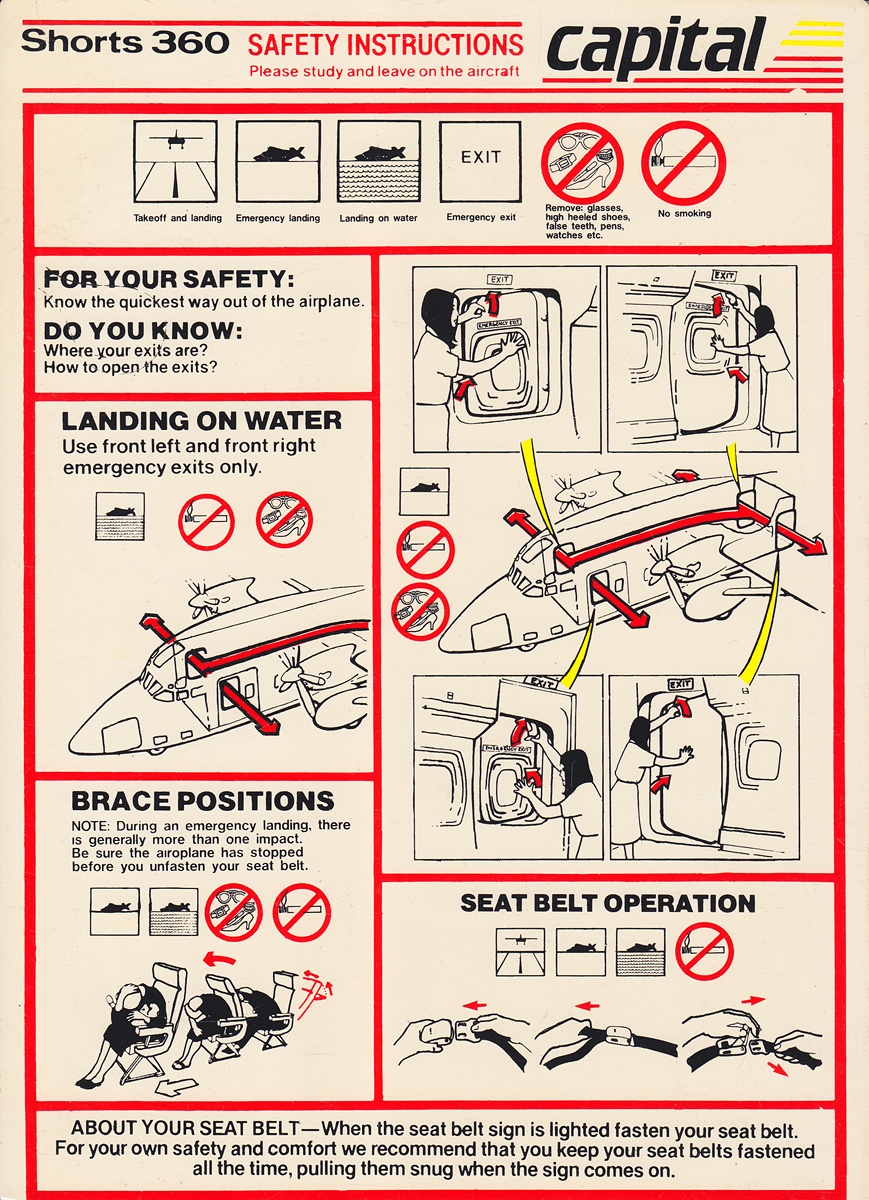 Shorts 360
SAFETY INSTRUCTIONS
Please study and leave on the aircraft
capital
EXIT
Takeoff and landing
Emergency landing
Landing on water
Emergency exit
Remove: glasses,
high heeled shoes,
false teeth, pens,
watches etc.
No smoking
FOR YOUR SAFETY:
Know the quickest way out of the airplane.
DO YOU KNOW:
Where your exits are?
How to open the exits?
LANDING ON WATER
Use front left and front right
emergency exits only.
BRACE POSITIONS
NOTE: During an emergency landing, there
is generally more than one impact.
Be sure the airoplane has stopped
before you unfasten your seat belt.
EXIT
EMERGENCY EXIT
EXIT
EXIT
EMERGENCY EXIT
EXIT
SEAT BELT OPERATION
ABOUT YOUR SEAT BELT—When the seat belt sign is lighted fasten your seat belt.
For your own safety and comfort we recommend that you keep your seat belts fastened
all the time, pulling them snug when the sign comes on.